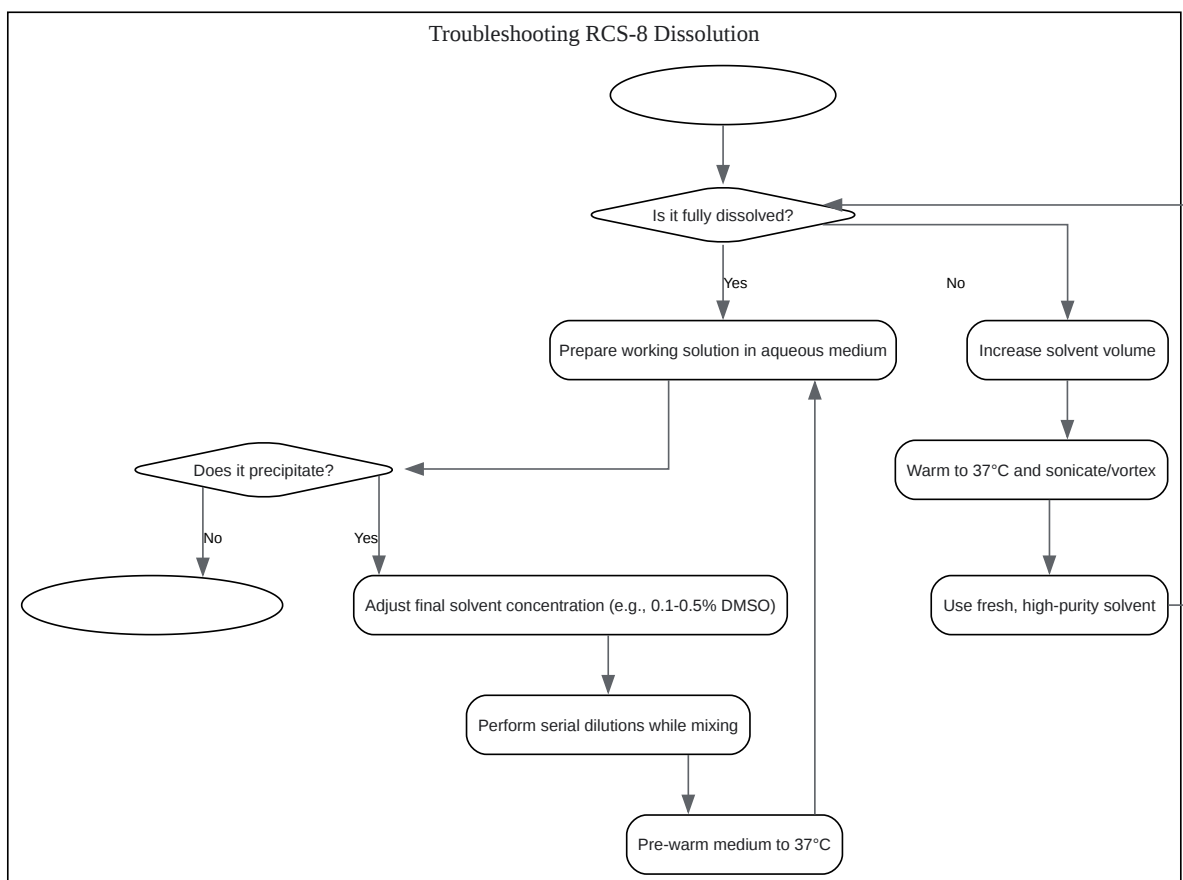 Troubleshooting RCS-8 Dissolution
Is it fully dissolved?
Yes
No
Prepare working solution in aqueous medium
Increase solvent volume
Does it precipitate?
Warm to 37°C and sonicate/vortex
No
Yes
Adjust final solvent concentration (e.g., 0.1-0.5% DMSO)
Use fresh, high-purity solvent
Perform serial dilutions while mixing
Pre-warm medium to 37°C